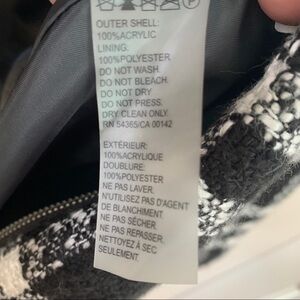 OUTER SHELL:
100%ACRYLIC
LINING:
100%POLYESTER
DO NOT WASH
DO NOT BLEACH.
DO NOT DRY
DO NOT PRESS.
DRY CLEAN ONLY.
RN 54365/CA 00142
EXTÉRIEUR:
100%ACRYLIQUE
DOUBLURE:
100%POLYESTER
NE PAS LAVER.
N'UTILISEZ PAS D'AGENT
DE BLANCHIMENT
NE PAS SÉCHER.
NE PAS REPASSER.
NETTOYEZ À SEC
SEULEMENT.